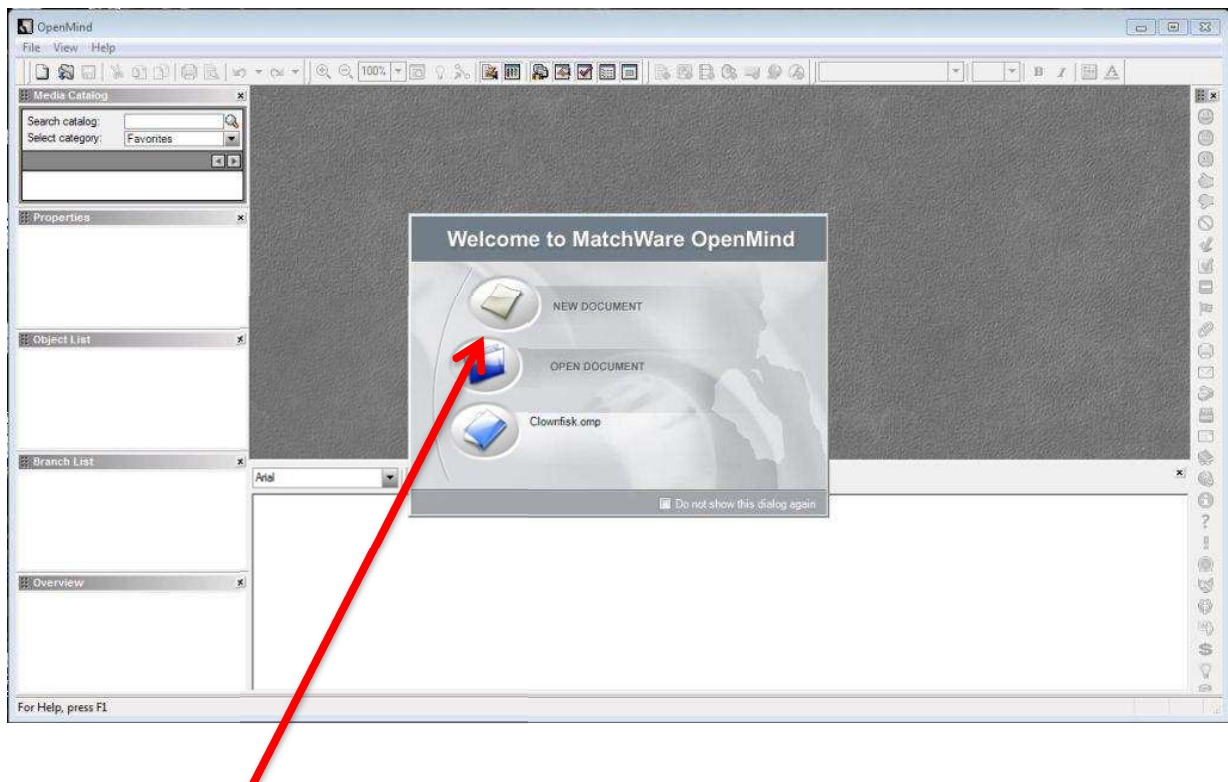 OpenMind
File View Help
100%
B I A
Media Catalog
Search catalog:
Select category: Favorites
Properties
Welcome to MatchWare OpenMind
NEW DOCUMENT
Object List
OPEN DOCUMENT
Clownfisk.omp
Branch List
Arial
Do not show this dialog again
?
Overview
$
For Help, press F1